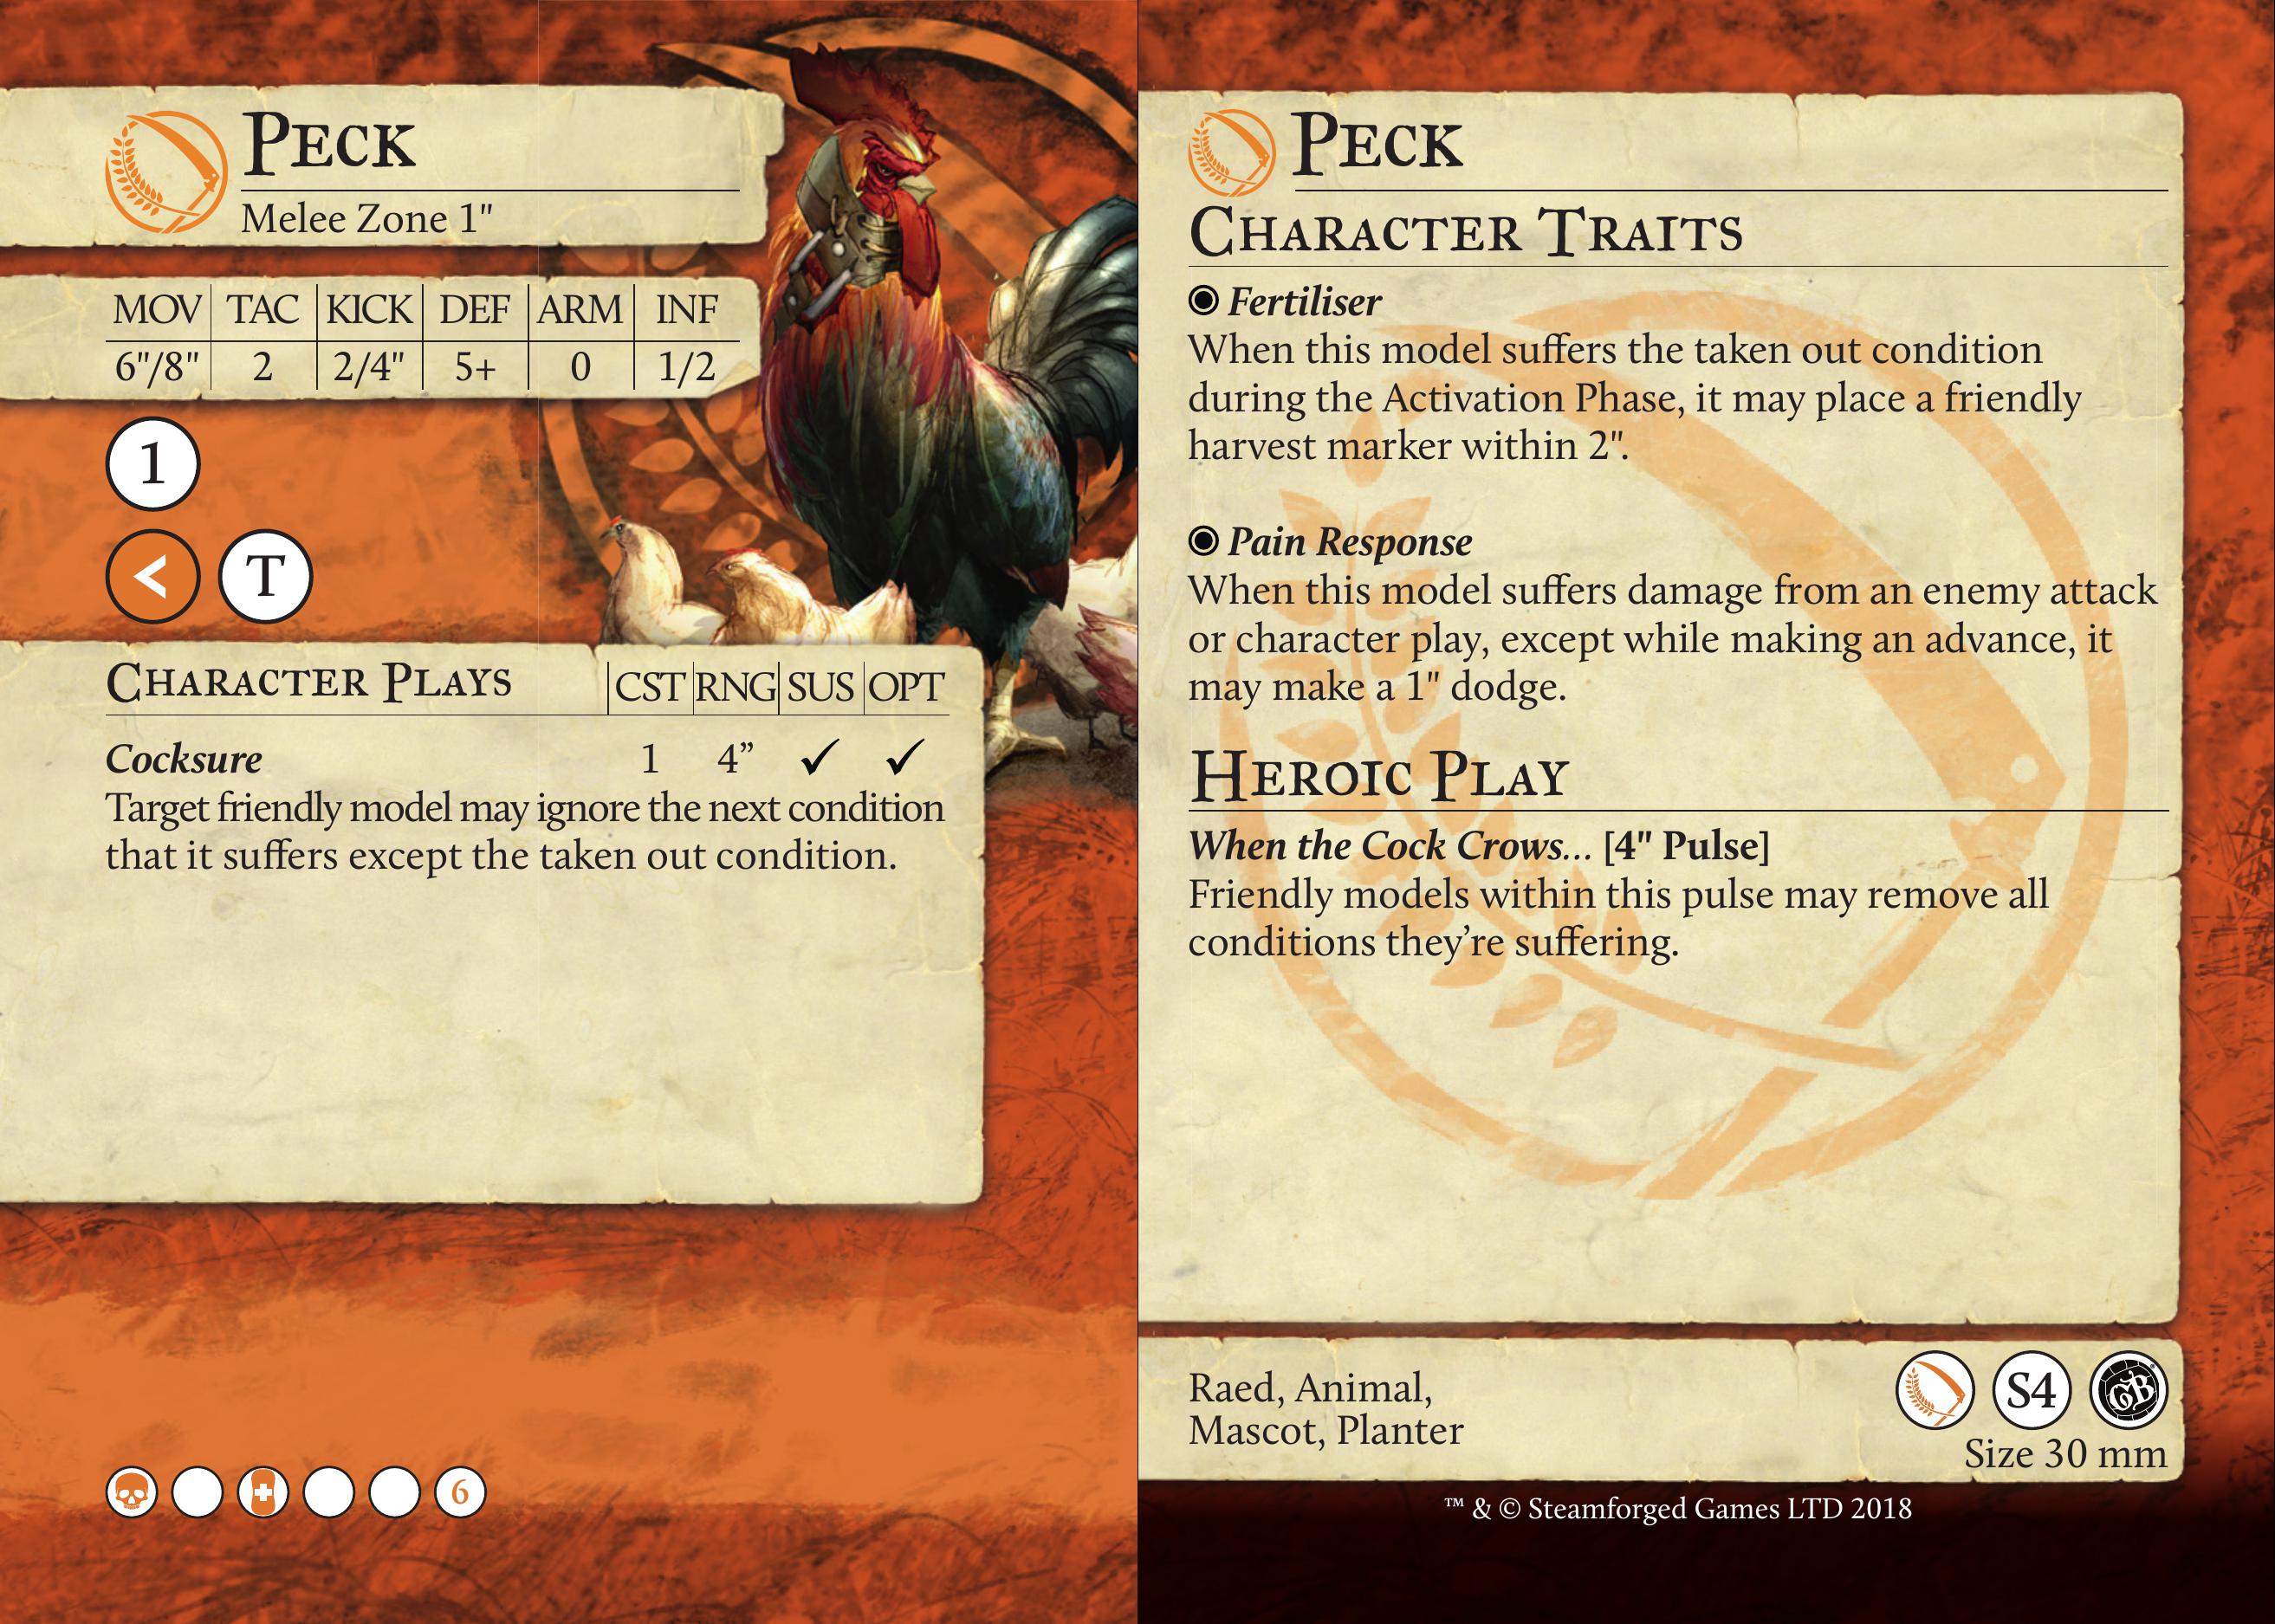 Peck
Melee Zone 1"
MOV TAC KICK DEF ARM INF
6"/8" 2 2/4" 5+ 0 1/2
1
< T
Character Plays CST RNG SUS OPT
Cocksure 1 4” ✓ ✓
Target friendly model may ignore the next condition
that it suffers except the taken out condition.
6
Peck
Character Traits
Fertiliser
When this model suffers the taken out condition
during the Activation Phase, it may place a friendly
harvest marker within 2".
Pain Response
When this model suffers damage from an enemy attack
or character play, except while making an advance, it
may make a 1" dodge.
Heroic Play
When the Cock Crows... [4" Pulse]
Friendly models within this pulse may remove all
conditions they’re suffering.
Raed, Animal,
Mascot, Planter
S4 GB
Size 30 mm
™ & © Steamforged Games LTD 2018